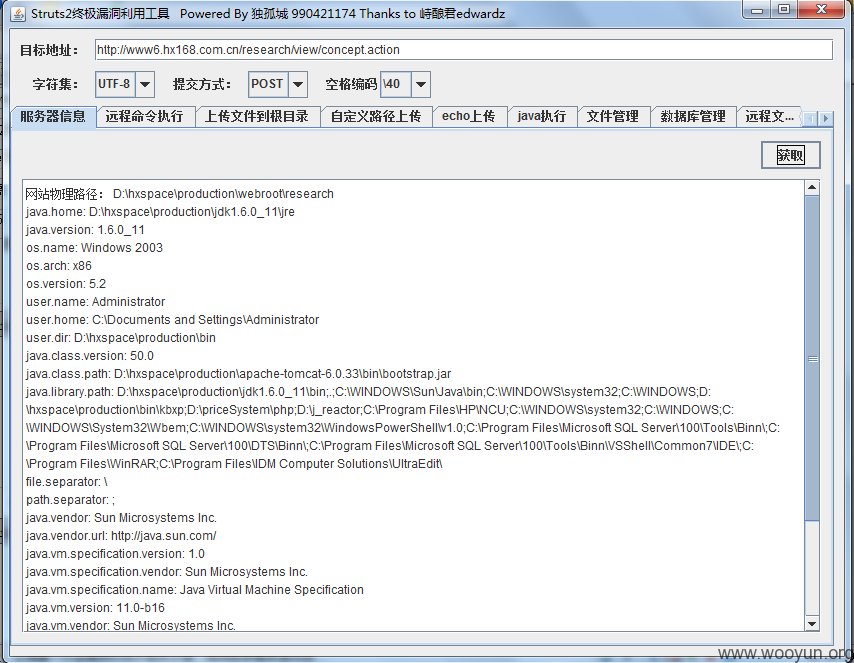 Struts2终极漏洞利用工具 Powered By 独孤城 990421174 Thanks to 峙酿君edwardz
目标地址： http://www6.hx168.com.cn/research/view/concept.action
字符集： UTF-8 提交方式： POST 空格编码 \40
服务器信息 远程命令执行 上传文件到根目录 自定义路径上传 echo上传 java执行 文件管理 数据库管理 远程文...
获取
网站物理路径： D:\hxspace\production\webroot\research
java.home: D:\hxspace\production\jdk1.6.0_11\jre
java.version: 1.6.0_11
os.name: Windows 2003
os.arch: x86
os.version: 5.2
user.name: Administrator
user.home: C:\Documents and Settings\Administrator
user.dir: D:\hxspace\production\bin
java.class.version: 50.0
java.class.path: D:\hxspace\production\apache-tomcat-6.0.33\bin\bootstrap.jar
java.library.path: D:\hxspace\production\jdk1.6.0_11\bin;.;C:\WINDOWS\Sun\Java\bin;C:\WINDOWS\system32;C:\WINDOWS;D:
\hxspace\production\bin\kbxp;D:\priceSystem\php;D:\j_reactor;C:\Program Files\HP\NCU;C:\WINDOWS\system32;C:\WINDOWS;C:
\WINDOWS\System32\Wbem;C:\WINDOWS\system32\WindowsPowerShell\v1.0;C:\Program Files\Microsoft SQL Server\100\Tools\Binn\;C:
\Program Files\Microsoft SQL Server\100\DTS\Binn\;C:\Program Files\Microsoft SQL Server\100\Tools\Binn\VSShell\Common7\IDE\;C:
\Program Files\WinRAR;C:\Program Files\IDM Computer Solutions\UltraEdit\
file.separator: \
path.separator: ;
java.vendor: Sun Microsystems Inc.
java.vendor.url: http://java.sun.com/
java.vm.specification.version: 1.0
java.vm.specification.vendor: Sun Microsystems Inc.
java.vm.specification.name: Java Virtual Machine Specification
java.vm.version: 11.0-b16
java.vm.vendor: Sun Microsystems Inc.
www.wooyun.org